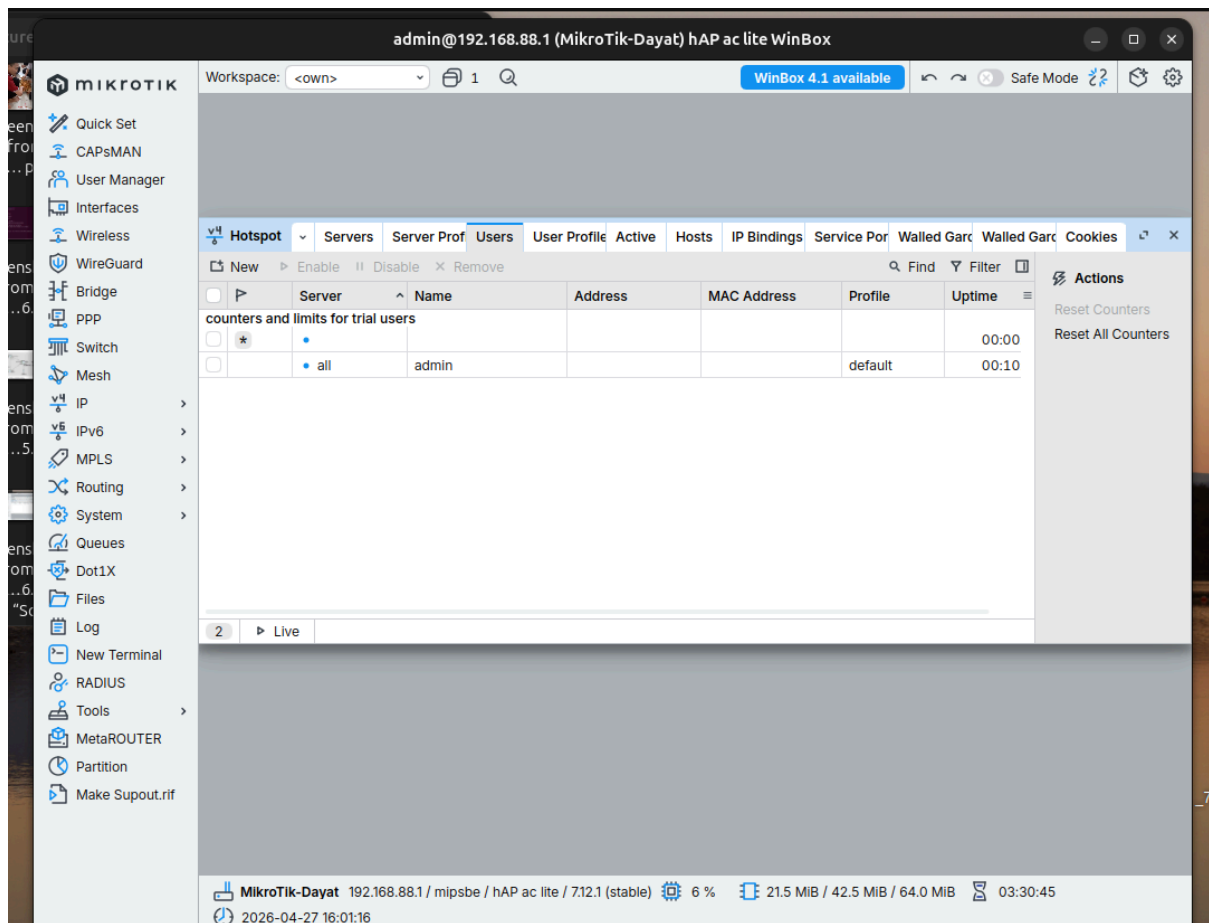 ure
admin@192.168.88.1 (MikroTik-Dayat) hAP ac lite WinBox
MIKROTIK
Workspace: <own> 1 WinBox 4.1 available Safe Mode
Quick Set
CAPsMAN
User Manager
Interfaces
Wireless
WireGuard
Bridge
PPP
Switch
Mesh
IP
IPv6
MPLS
Routing
System
Queues
Dot1X
Files
Log
New Terminal
RADIUS
Tools
MetaROUTER
Partition
Make Supout.rif
Hotspot Servers Server Prof Users User Profile Active Hosts IP Bindings Service Por Walled Gard Walled Gard Cookies
New Enable Disable Remove Find Filter
Server Name Address MAC Address Profile Uptime
counters and limits for trial users
* 00:00
all admin default 00:10
2 Live
Actions
Reset Counters
Reset All Counters
MikroTik-Dayat 192.168.88.1 / mipsbe / hAP ac lite / 7.12.1 (stable) 6 % 21.5 MiB / 42.5 MiB / 64.0 MiB 03:30:45
2026-04-27 16:01:16